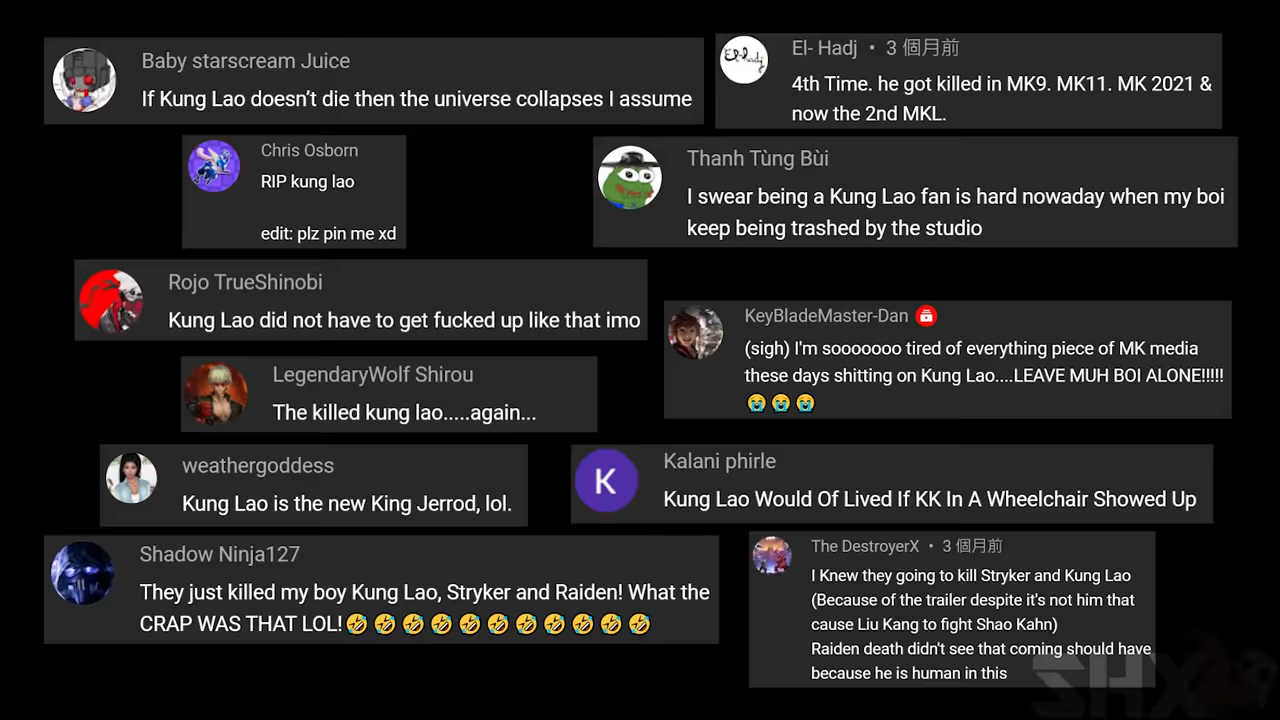 Baby starscream Juice
If Kung Lao doesn’t die then the universe collapses I assume
El- Hadj • 3 個月前
4th Time. he got killed in MK9. MK11. MK 2021 &
now the 2nd MKL.
Chris Osborn
RIP kung lao
edit: plz pin me xd
Thanh Tùng Bùi
I swear being a Kung Lao fan is hard nowaday when my boi
keep being trashed by the studio
Rojo TrueShinobi
Kung Lao did not have to get fucked up like that imo
KeyBladeMaster-Dan
(sigh) I'm sooooooo tired of everything piece of MK media
these days shitting on Kung Lao....LEAVE MUH BOI ALONE!!!!!
😭 😭 😭
LegendaryWolf Shirou
The killed kung lao.....again...
weathergoddess
Kung Lao is the new King Jerrod, lol.
K
Kalani phirle
Kung Lao Would Of Lived If KK In A Wheelchair Showed Up
Shadow Ninja127
They just killed my boy Kung Lao, Stryker and Raiden! What the
CRAP WAS THAT LOL!🤣🤣🤣🤣🤣🤣🤣🤣🤣🤣🤣
The DestroyerX • 3 個月前
I Knew they going to kill Stryker and Kung Lao
(Because of the trailer despite it's not him that
cause Liu Kang to fight Shao Kahn)
Raiden death didn't see that coming should have
because he is human in this